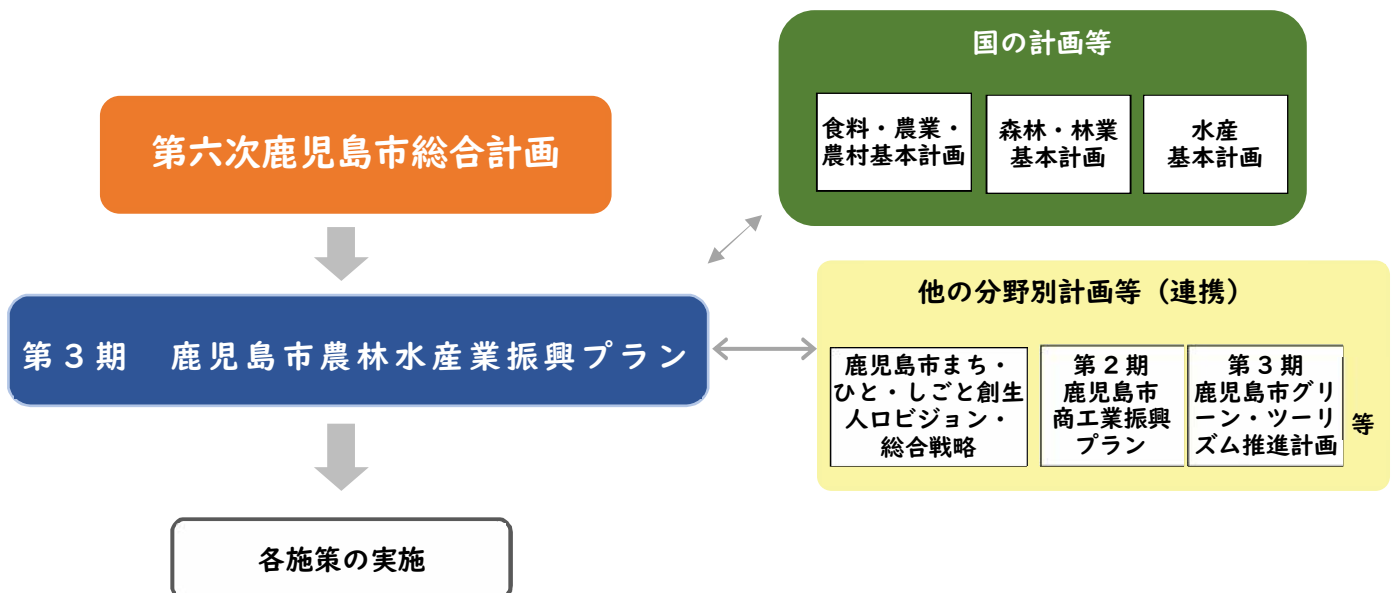 国の計画等
食料・農業・
農村基本計画
森林・林業
基本計画
水産
基本計画
第六次鹿児島市総合計画
第３期　鹿児島市農林水産業振興プラン
他の分野別計画等（連携）
鹿児島市まち・
ひと・しごと創生
人口ビジョン・
総合戦略
第２期
鹿児島市
商工業振興
プラン
第３期
鹿児島市グリ
ーン・ツーリ
ズム推進計画
等
各施策の実施